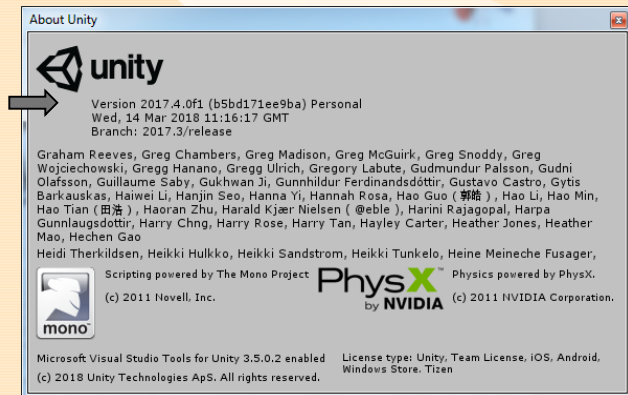 About Unity
unity
Version 2017.4.0f1 (b5bd171ee9ba) Personal
Wed, 14 Mar 2018 11:16:17 GMT
Branch: 2017.3/release
Graham Reeves, Greg Chambers, Greg Madison, Greg McGuirk, Greg Snoddy, Greg
Wojciechowski, Gregg Hanano, Gregg Ulrich, Gregory Labute, Gudmundur Palsson, Gudni
Olafsson, Guillaume Saby, Gukhwan Ji, Gunnhildur Ferdinandsdóttir, Gustavo Castro, Gytis
Barkauskas, Haiwei Li, Hanjin Seo, Hanna Yi, Hannah Rosa, Hao Guo (郭皓), Hao Li, Hao Min,
Hao Tian (田浩), Haoran Zhu, Harald Kjær Nielsen ( @eble ), Harini Rajagopal, Harpa
Gunnlaugsdottir, Harry Chng, Harry Rose, Harry Tan, Hayley Carter, Heather Jones, Heather
Mao, Hechen Gao
Heidi Therkildsen, Heikki Hulkko, Heikki Sandstrom, Heikki Tunkelo, Heine Meineche Fusager,
mono
Scripting powered by The Mono Project
(c) 2011 Novell, Inc.
PhysX
by NVIDIA
Physics powered by PhysX.
(c) 2011 NVIDIA Corporation.
Microsoft Visual Studio Tools for Unity 3.5.0.2 enabled
(c) 2018 Unity Technologies ApS. All rights reserved.
License type: Unity, Team License, iOS, Android,
Windows Store. Tizen